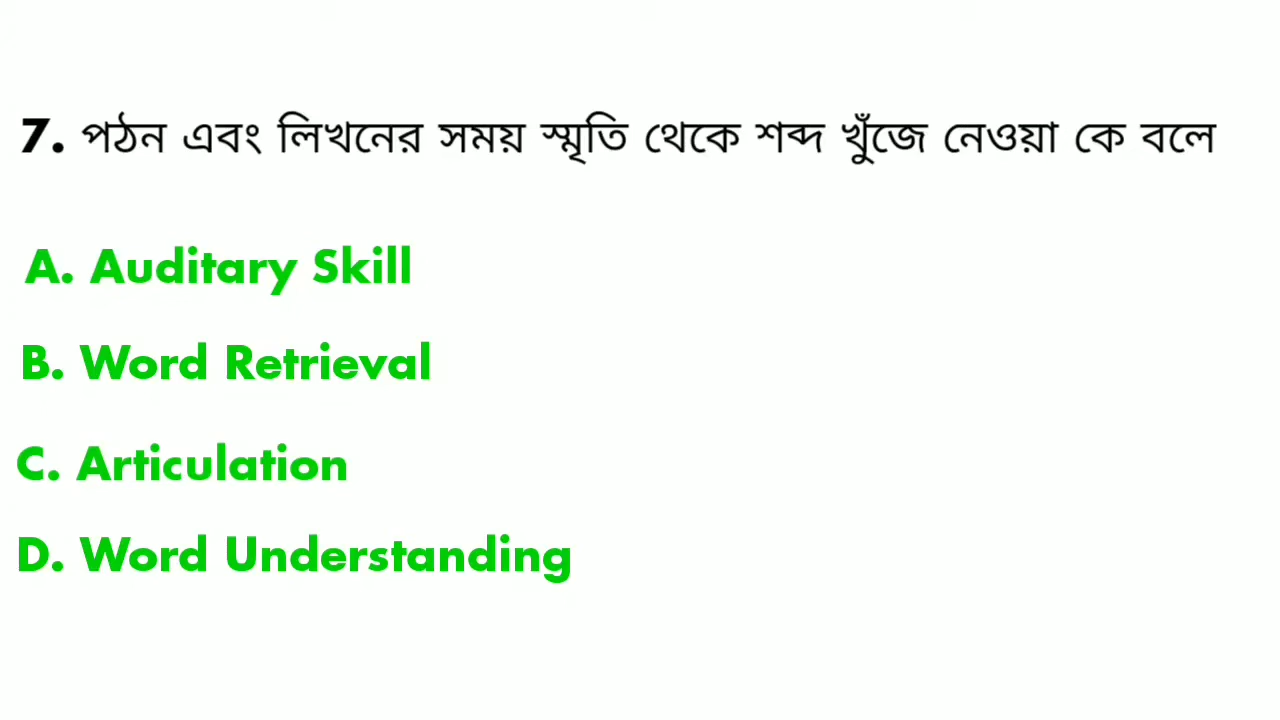 7. পঠন এবং লিখনের সময় স্মৃতি থেকে শব্দ খুঁজে নেওয়া কে বলে
A. Auditary Skill
B. Word Retrieval
C. Articulation
D. Word Understanding